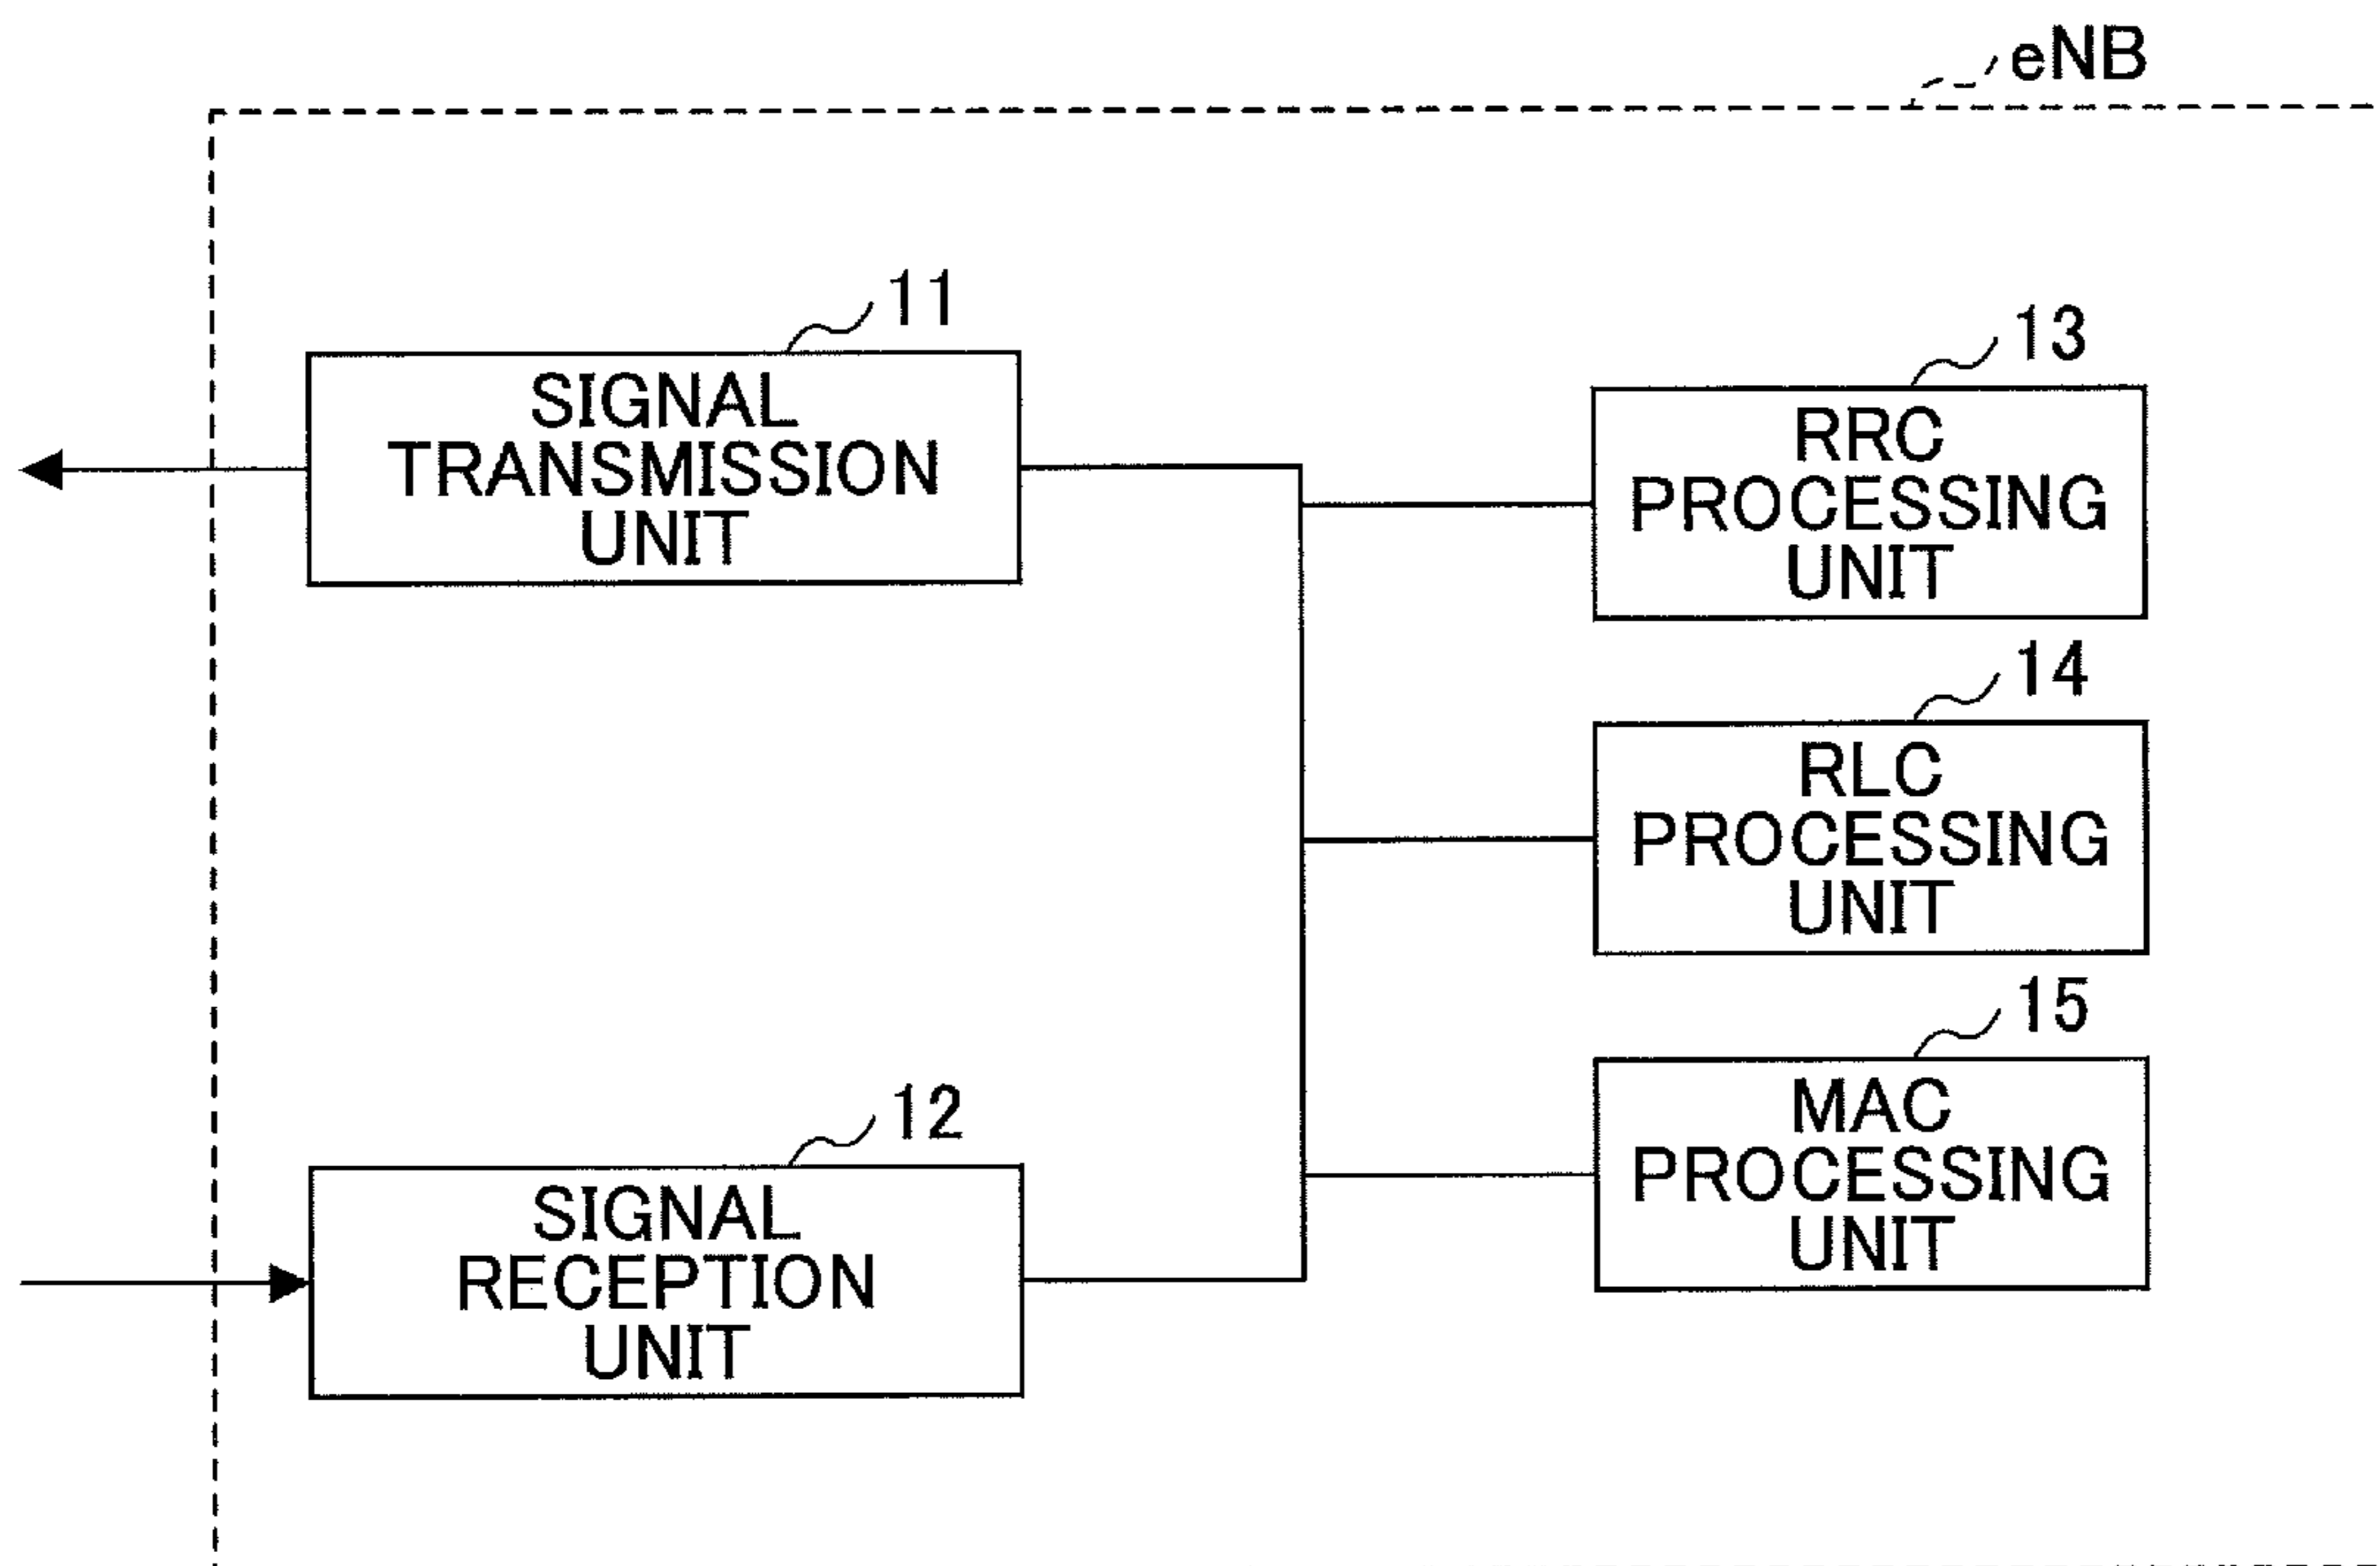 eNB
11
SIGNAL
TRANSMISSION
UNIT
13
RRC
PROCESSING
UNIT
14
RLC
PROCESSING
UNIT
15
MAC
PROCESSING
UNIT
12
SIGNAL
RECEPTION
UNIT